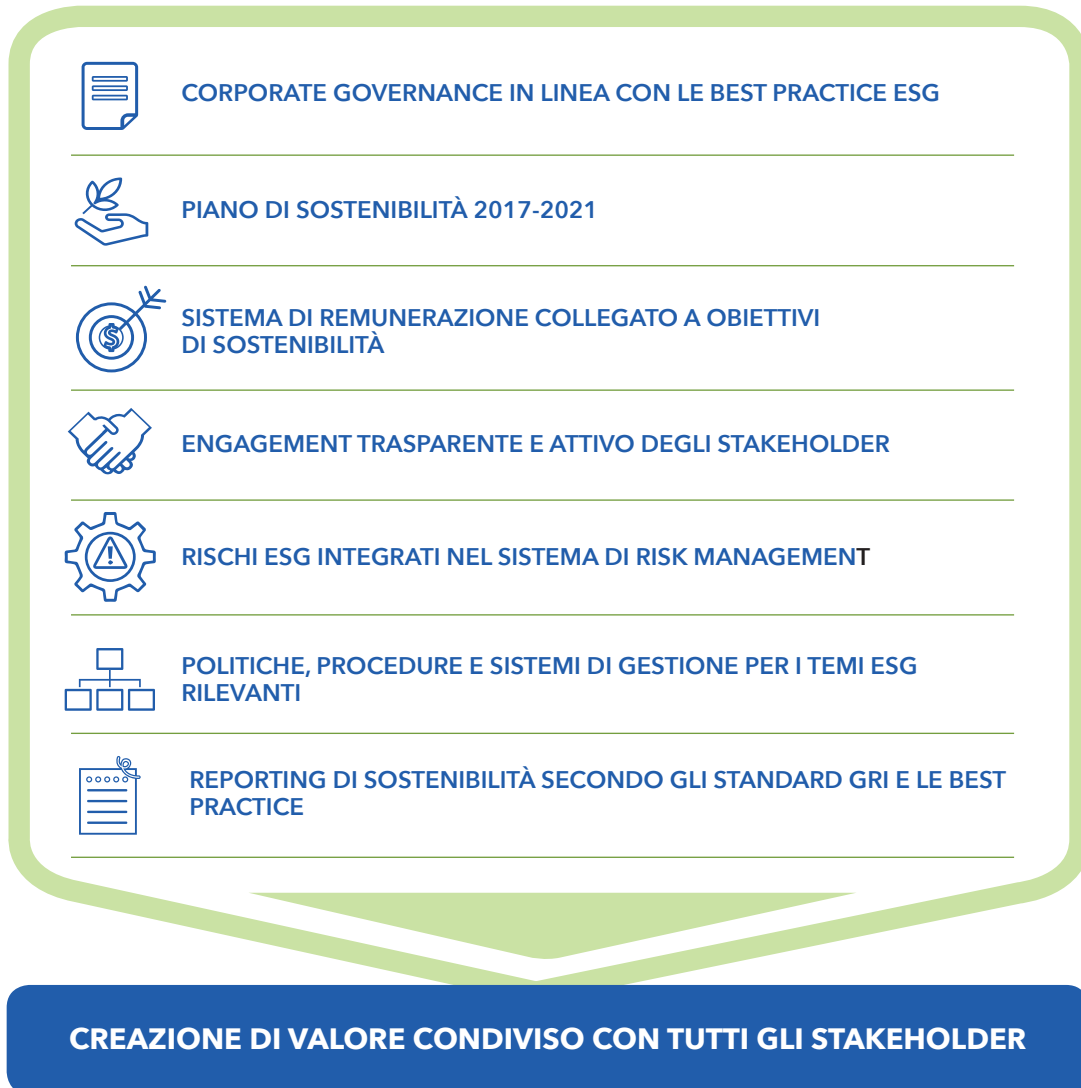 CORPORATE GOVERNANCE IN LINEA CON LE BEST PRACTICE ESG
PIANO DI SOSTENIBILITÀ 2017-2021
SISTEMA DI REMUNERAZIONE COLLEGATO A OBIETTIVI
DI SOSTENIBILITÀ
$
ENGAGEMENT TRASPARENTE E ATTIVO DEGLI STAKEHOLDER
RISCHI ESG INTEGRATI NEL SISTEMA DI RISK MANAGEMENT
POLITICHE, PROCEDURE E SISTEMI DI GESTIONE PER I TEMI ESG
RILEVANTI
REPORTING DI SOSTENIBILITÀ SECONDO GLI STANDARD GRI E LE BEST
PRACTICE
CREAZIONE DI VALORE CONDIVISO CON TUTTI GLI STAKEHOLDER